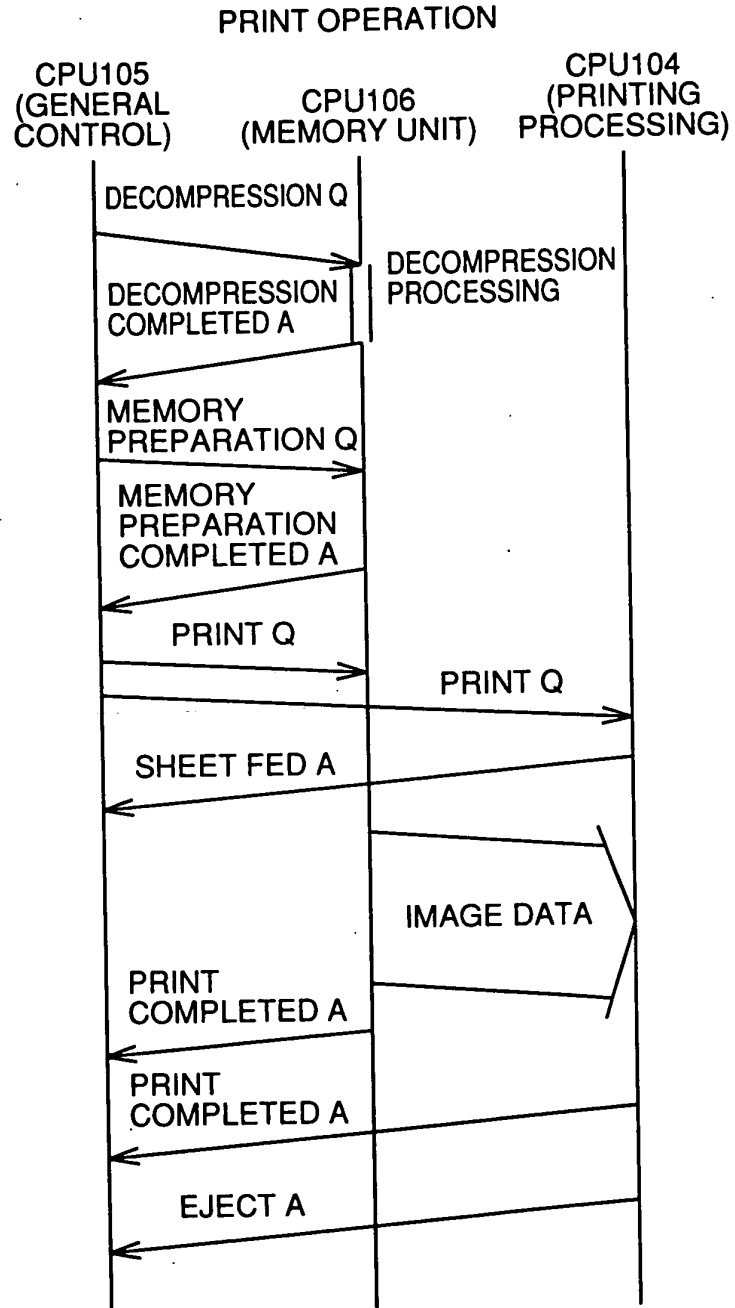 PRINT OPERATION
CPU105
(GENERAL
CONTROL)
CPU106
(MEMORY UNIT)
CPU104
(PRINTING
PROCESSING)
DECOMPRESSION Q
DECOMPRESSION
PROCESSING
DECOMPRESSION
COMPLETED A
MEMORY
PREPARATION Q
MEMORY
PREPARATION
COMPLETED A
PRINT Q
PRINT Q
SHEET FED A
IMAGE DATA
PRINT
COMPLETED A
PRINT
COMPLETED A
EJECT A